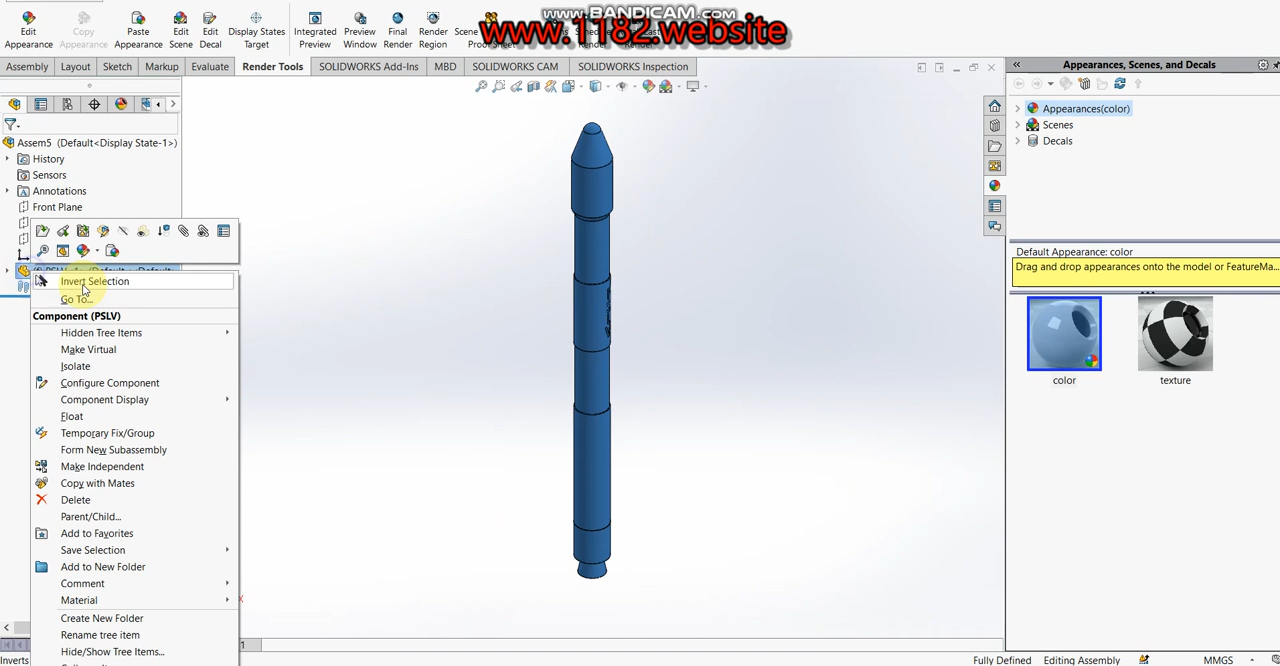 www.BANDICAM.com
www.1182.website
Edit Appearance
Copy Appearance
Paste Appearance
Edit Scene
Edit Decal
Display States Target
Integrated Preview
Preview Window
Final Render
Render Region
Scene
Proof Sheet
Render
Assembly
Layout
Sketch
Markup
Evaluate
Render Tools
SOLIDWORKS Add-Ins
MBD
SOLIDWORKS CAM
SOLIDWORKS Inspection
Appearances, Scenes, and Decals
Appearances(color)
Scenes
Decals
Assem5 (Default<Display State-1>)
History
Sensors
Annotations
Front Plane
Invert Selection
Go To...
Component (PSLV)
Hidden Tree Items
Make Virtual
Isolate
Configure Component
Component Display
Float
Temporary Fix/Group
Form New Subassembly
Make Independent
Copy with Mates
Delete
Parent/Child...
Add to Favorites
Save Selection
Add to New Folder
Comment
Material
Create New Folder
Rename tree item
Hide/Show Tree Items...
Default Appearance: color
Drag and drop appearances onto the model or FeatureMa...
color
texture
1
Inverts
Fully Defined
Editing Assembly
MMGS